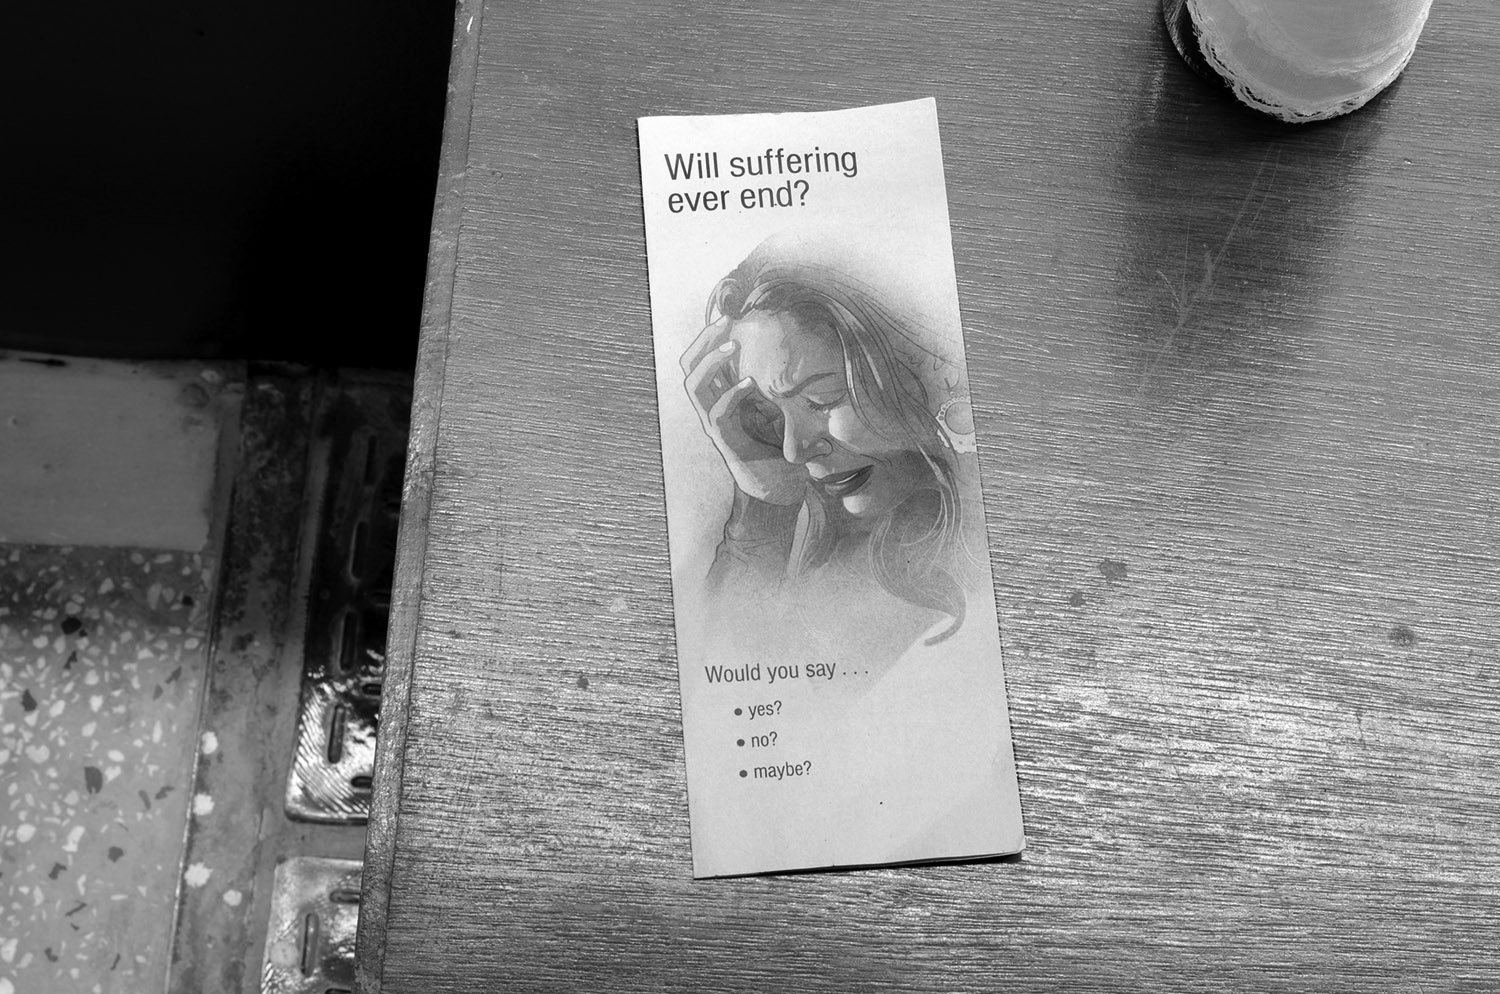 Will suffering
ever end?
Would you say . . .
• yes?
• no?
• maybe?